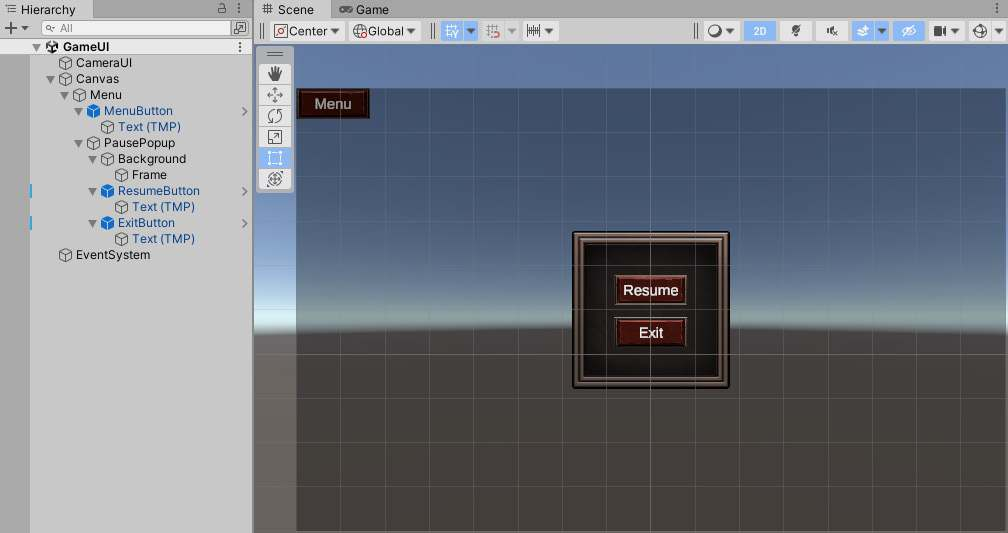 Hierarchy
All
GameUI
CameraUI
Canvas
Menu
MenuButton
Text (TMP)
PausePopup
Background
Frame
ResumeButton
Text (TMP)
ExitButton
Text (TMP)
EventSystem
Scene Game
Center Global 2D
Menu
Resume
Exit